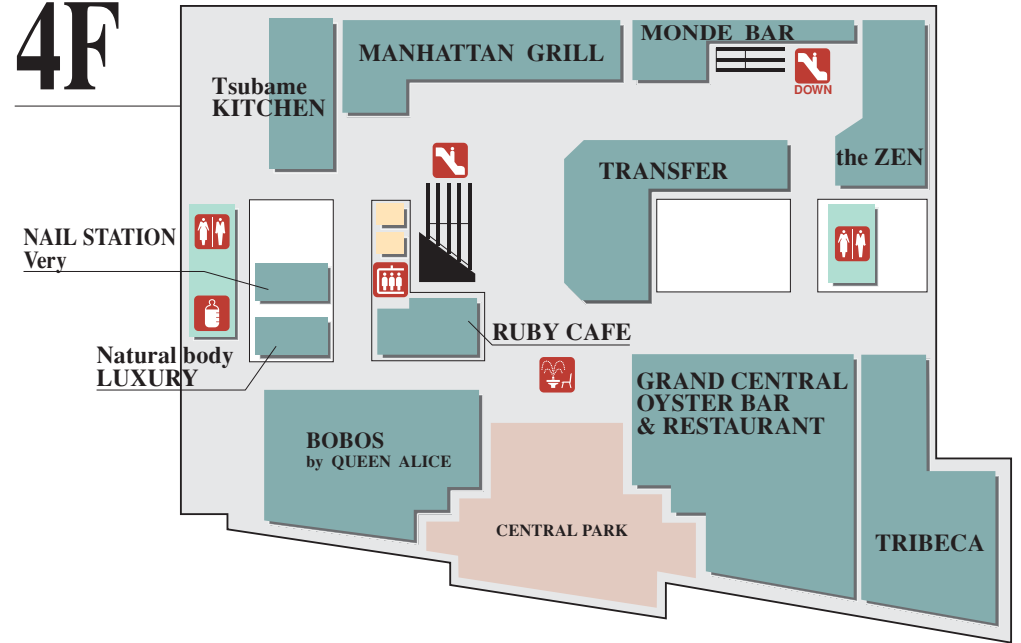 4F
MANHATTAN GRILL
MONDE BAR
DOWN
Tsubame
KITCHEN
the ZEN
TRANSFER
NAIL STATION
Very
RUBY CAFE
Natural body
LUXURY
GRAND CENTRAL
OYSTER BAR
& RESTAURANT
BOBOS
by QUEEN ALICE
CENTRAL PARK
TRIBECA